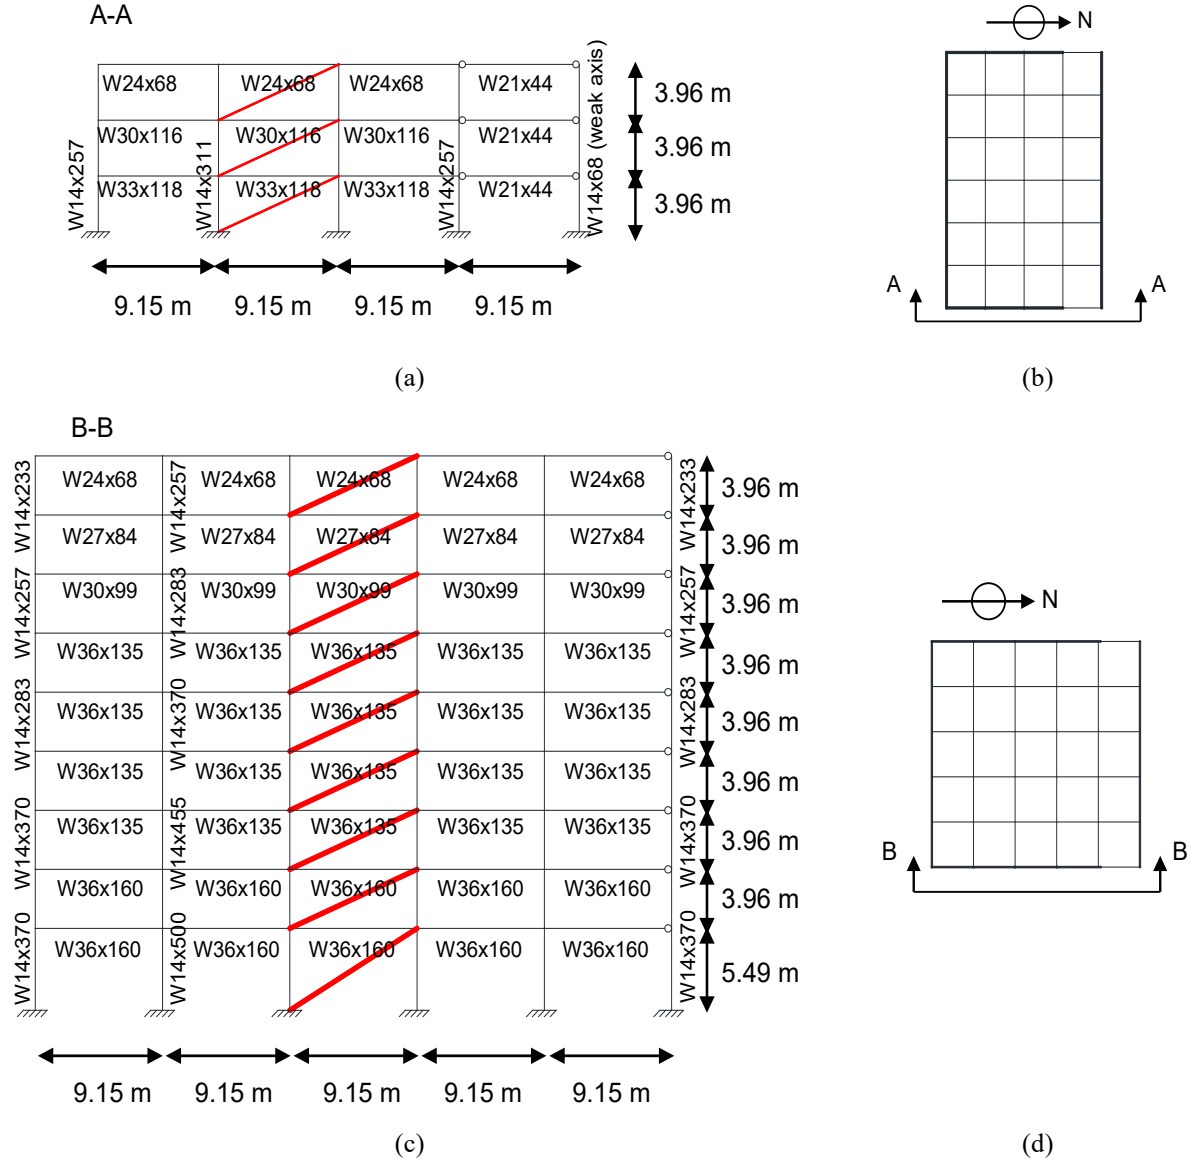 A-A
W24x68 W24x68 W24x68 W21x44
W30x116 W30x116 W30x116 W21x44
W33x118 W33x118 W33x118 W21x44
W14x257
W14x311
W14x257
W14x68 (weak axis)
3.96 m
3.96 m
3.96 m
9.15 m 9.15 m 9.15 m 9.15 m
(a)
N
A A
(b)
B-B
W24x68 W24x68 W24x68 W24x68 W24x68
W27x84 W27x84 W27x84 W27x84 W27x84
W30x99 W30x99 W30x99 W30x99 W30x99
W36x135 W36x135 W36x135 W36x135 W36x135
W36x135 W36x135 W36x135 W36x135 W36x135
W36x135 W36x135 W36x135 W36x135 W36x135
W36x135 W36x135 W36x135 W36x135 W36x135
W36x160 W36x160 W36x160 W36x160 W36x160
W36x160 W36x160 W36x160 W36x160 W36x160
W14x233
W14x257
W14x283
W14x370
W14x370
W14x257
W14x283
W14x370
W14x455
W14x500
W14x233
W14x257
W14x283
W14x370
W14x370
3.96 m
3.96 m
3.96 m
3.96 m
3.96 m
3.96 m
3.96 m
3.96 m
5.49 m
9.15 m 9.15 m 9.15 m 9.15 m 9.15 m
(c)
N
B B
(d)